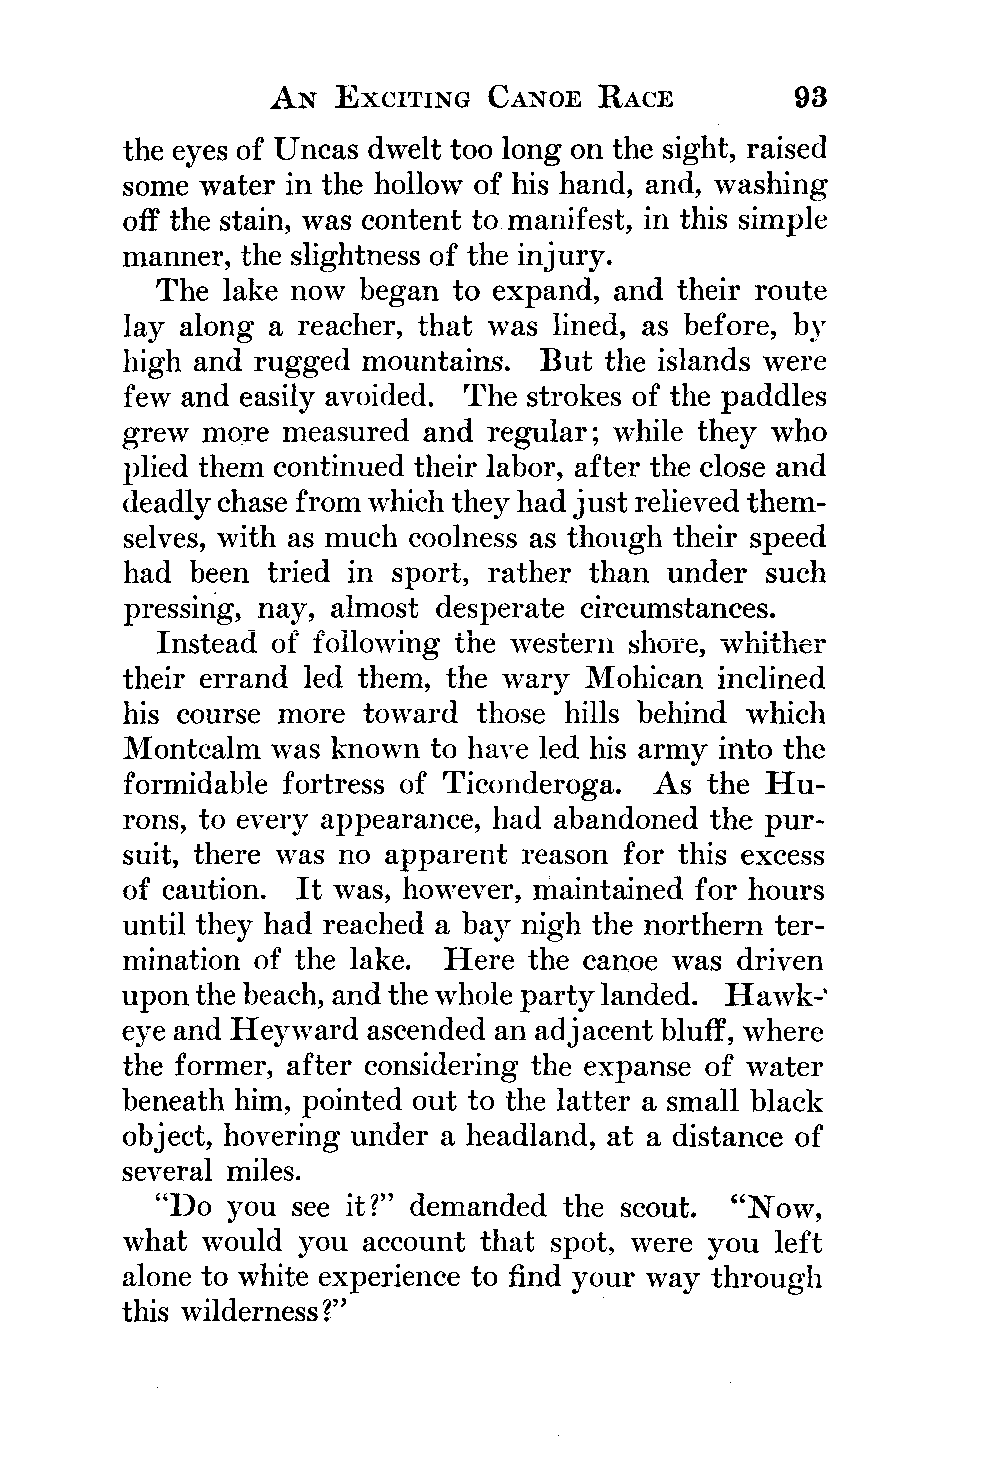 An Exciting Canoe Race 93
the eyes of Uncas dwelt too long on the sight, raised
some water in the hollow of his hand, and, washing
off the stain, was content to manifest, in this simple
manner, the slightness of the injury.
The lake now began to expand, and their route
lay along a reacher, that was lined, as before, by
high and rugged mountains. But the islands were
few and easily avoided. The strokes of the paddles
grew more measured and regular; while they who
plied them continued their labor, after the close and
deadly chase from which they had just relieved them-
selves, with as much coolness as though their speed
had been tried in sport, rather than under such
pressing, nay, almost desperate circumstances.
Instead of following the western shore, whither
their errand led them, the wary Mohican inclined
his course more toward those hills behind which
Montcalm was known to have led his army into the
formidable fortress of Ticonderoga. As the Hu-
rons, to every appearance, had abandoned the pur-
suit, there was no apparent reason for this excess
of caution. It was, however, maintained for hours
until they had reached a bay nigh the northern ter-
mination of the lake. Here the canoe was driven
upon the beach, and the whole party landed. Hawk-
eye and Heyward ascended an adjacent bluff, where
the former, after considering the expanse of water
beneath him, pointed out to the latter a small black
object, hovering under a headland, at a distance of
several miles.
“Do you see it?” demanded the scout. “Now,
what would you account that spot, were you left
alone to white experience to find your way through
this wilderness?”